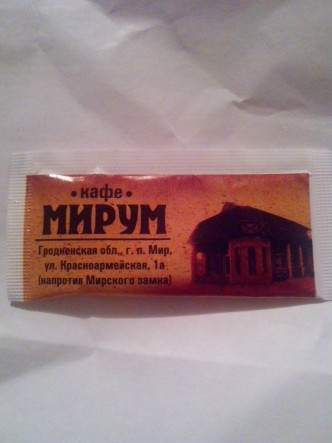 • кафе •
МИРУМ
Гродненская обл., г. п. Мир,
ул. Красноармейская, 1а
(напротив Мирского замка)